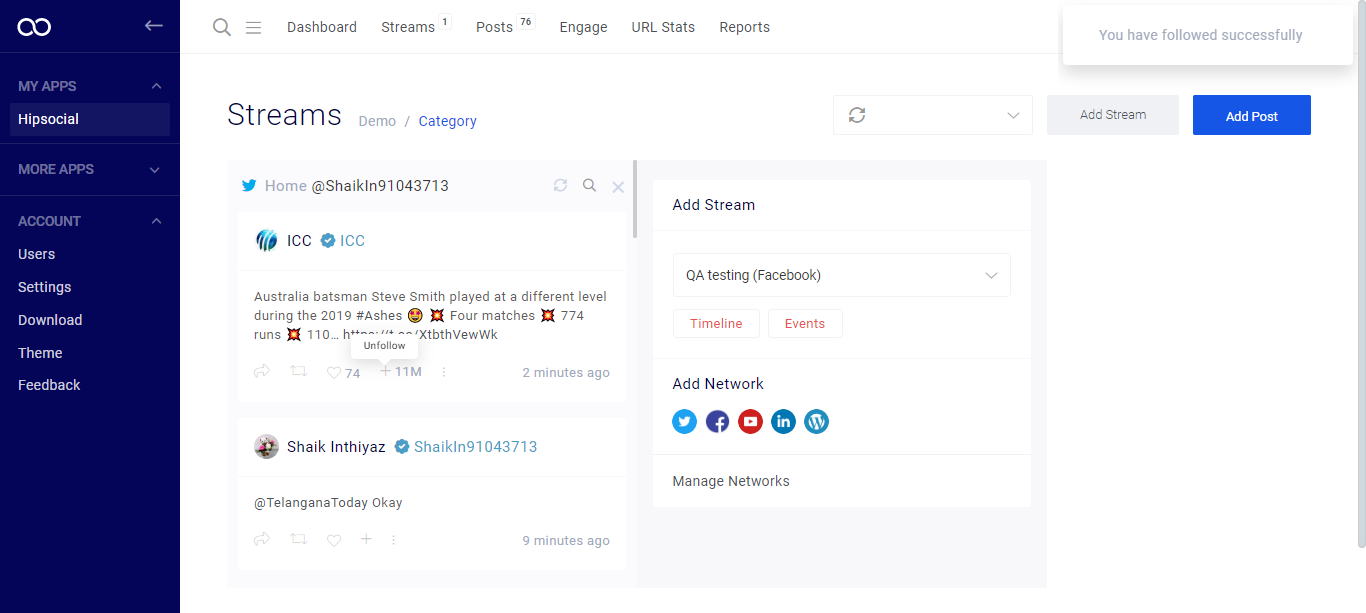 Dashboard Streams 1 Posts 76 Engage URL Stats Reports
You have followed successfully
MY APPS
Hipsocial
MORE APPS
ACCOUNT
Users
Settings
Download
Theme
Feedback
Streams Demo / Category
Add Stream
Add Post
Home @ShaikIn91043713
ICC ICC
Australia batsman Steve Smith played at a different level
during the 2019 #Ashes 🤩 💥 Four matches 💥 774
runs 💥 110… https://t.co/XtbthVewWk
Unfollow
74 11M 2 minutes ago
Shaik Inthiyaz ShaikIn91043713
@TelanganaToday Okay
9 minutes ago
Add Stream
QA testing (Facebook)
Timeline Events
Add Network
Manage Networks